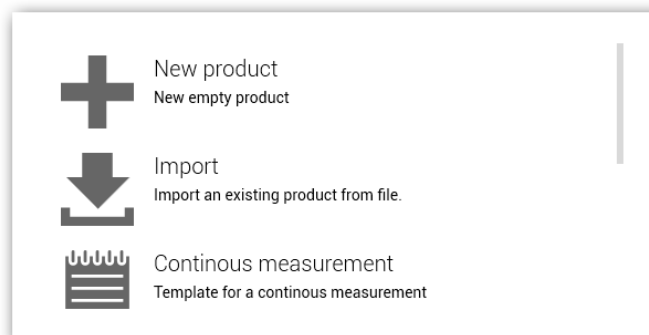 New product
New empty product
Import
Import an existing product from file.
Continous measurement
Template for a continous measurement